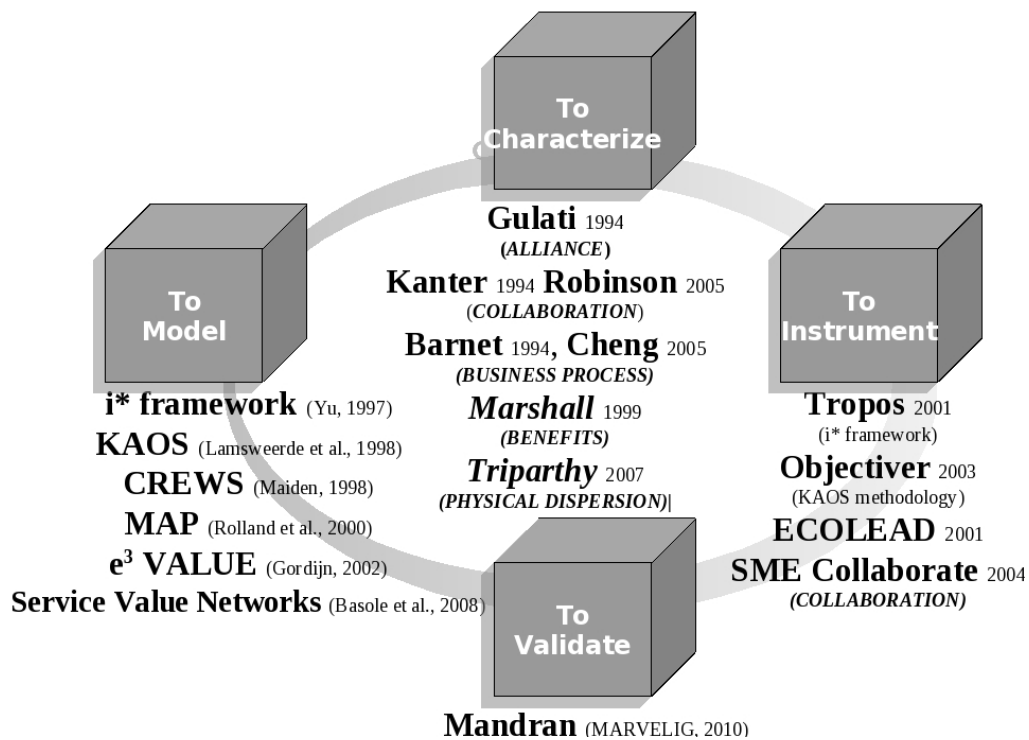 To
Characterize
Gulati 1994
(ALLIANCE)
Kanter 1994 Robinson 2005
(COLLABORATION)
Barnet 1994, Cheng 2005
(BUSINESS PROCESS)
Marshall 1999
(BENEFITS)
Triparthy 2007
(PHYSICAL DISPERSION)|
To
Model
i* framework (Yu, 1997)
KAOS (Lamsweerde et al., 1998)
CREWS (Maiden, 1998)
MAP (Rolland et al., 2000)
e³ VALUE (Gordijn, 2002)
Service Value Networks (Basole et al., 2008)
To
Instrument
Tropos 2001
(i* framework)
Objectiver 2003
(KAOS methodology)
ECOLEAD 2001
SME Collaborate 2004
(COLLABORATION)
To
Validate
Mandran (MARVELIG, 2010)